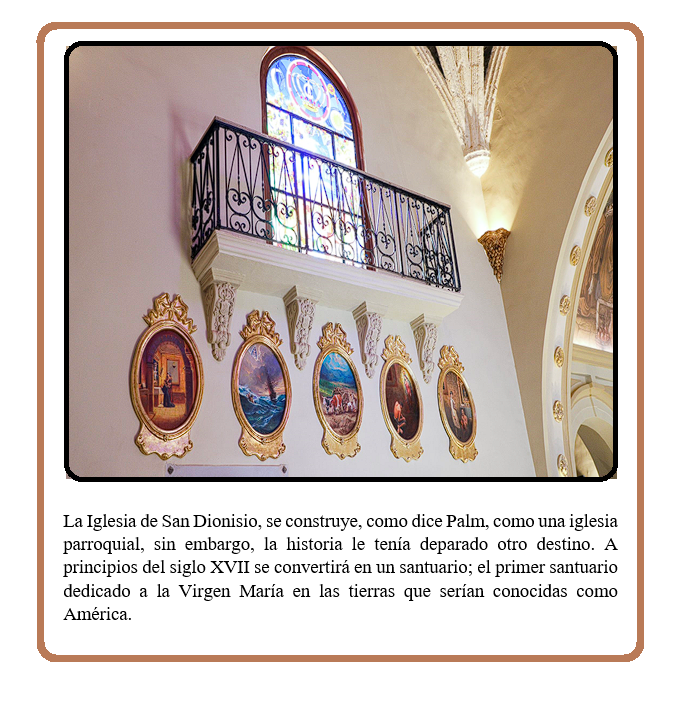 La Iglesia de San Dionisio, se construye, como dice Palm, como una iglesia
parroquial, sin embargo, la historia le tenía deparado otro destino. A
principios del siglo XVII se convertirá en un santuario; el primer santuario
dedicado a la Virgen María en las tierras que serían conocidas como
América.